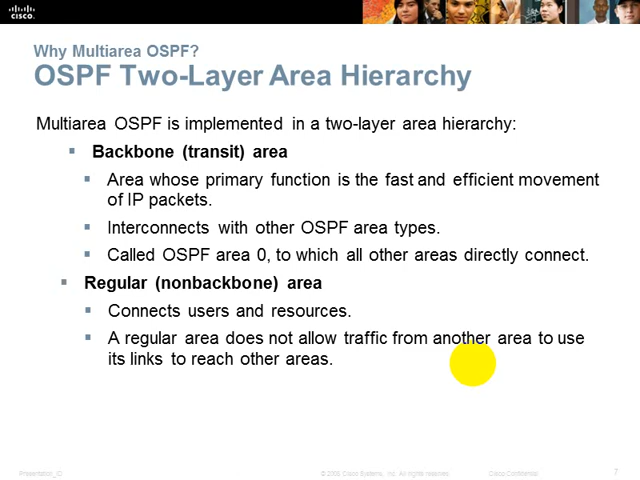 CISCO.
Why Multiarea OSPF?
OSPF Two-Layer Area Hierarchy
Multiarea OSPF is implemented in a two-layer area hierarchy:
▪ Backbone (transit) area
▪ Area whose primary function is the fast and efficient movement
of IP packets.
▪ Interconnects with other OSPF area types.
▪ Called OSPF area 0, to which all other areas directly connect.
▪ Regular (nonbackbone) area
▪ Connects users and resources.
▪ A regular area does not allow traffic from another area to use
its links to reach other areas.
Presentation_ID © 2008 Cisco Systems, Inc. All rights reserved. Cisco Confidential 7